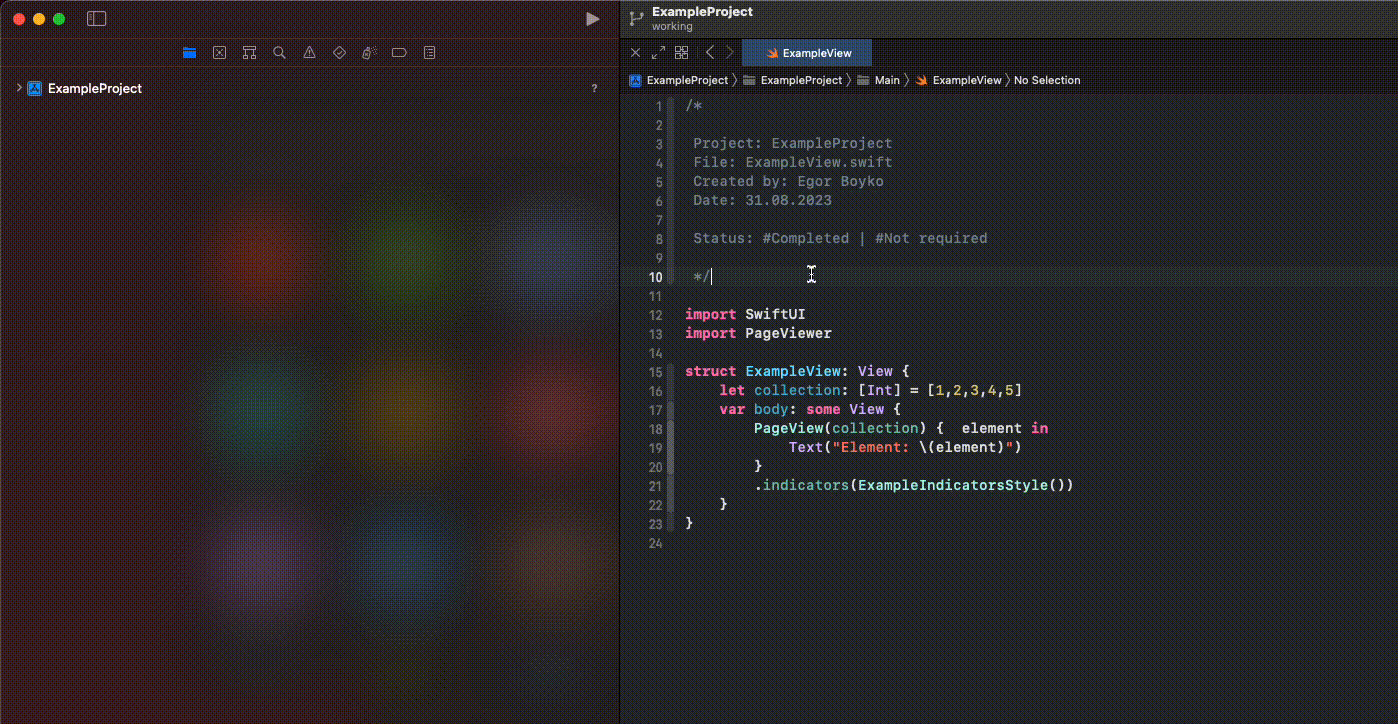 ExampleProject
working
ExampleView
ExampleProject
?
ExampleProject 〉 ExampleProject 〉 Main 〉 ExampleView 〉 No Selection
1 /*
2
3 Project: ExampleProject
4 File: ExampleView.swift
5 Created by: Egor Boyko
6 Date: 31.08.2023
7
8 Status: #Completed | #Not required
9
10 */
11
12 import SwiftUI
13 import PageViewer
14
15 struct ExampleView: View {
16     let collection: [Int] = [1,2,3,4,5]
17     var body: some View {
18         PageView(collection) {  element in
19             Text("Element: \(element)")
20         }
21         .indicators(ExampleIndicatorsStyle())
22     }
23 }
24